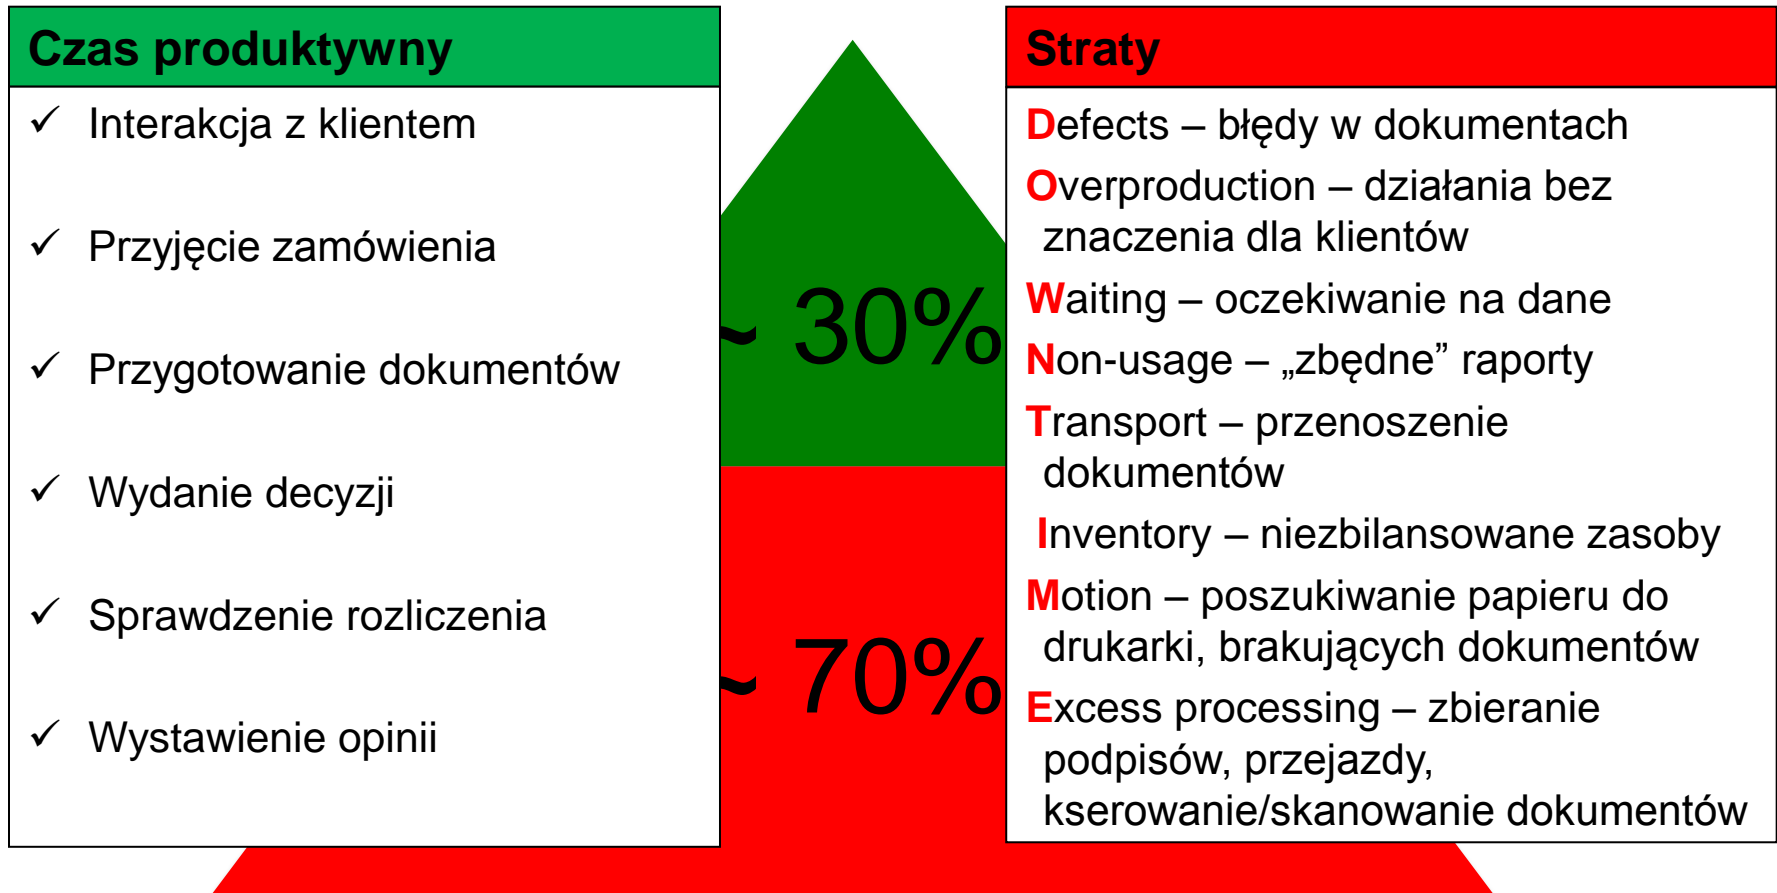 Czas produktywny
✓ Interakcja z klientem
✓ Przyjęcie zamówienia
✓ Przygotowanie dokumentów
✓ Wydanie decyzji
✓ Sprawdzenie rozliczenia
✓ Wystawienie opinii
~ 30%
~ 70%
Straty
Defects – błędy w dokumentach
Overproduction – działania bez
znaczenia dla klientów
Waiting – oczekiwanie na dane
Non-usage – „zbędne” raporty
Transport – przenoszenie
dokumentów
Inventory – niezbilansowane zasoby
Motion – poszukiwanie papieru do
drukarki, brakujących dokumentów
Excess processing – zbieranie
podpisów, przejazdy,
kserowanie/skanowanie dokumentów